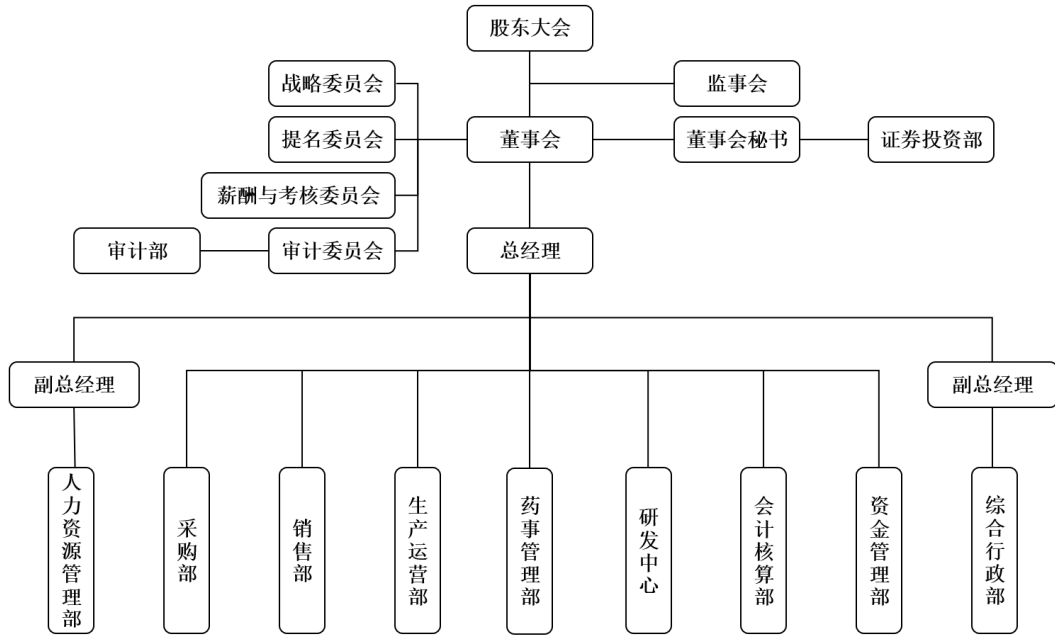 股东大会
战略委员会
监事会
提名委员会
董事会
董事会秘书
证券投资部
薪酬与考核委员会
审计部
审计委员会
总经理
副总经理
副总经理
人力资源管理部
采购部
销售部
生产运营部
药事管理部
研发中心
会计核算部
资金管理部
综合行政部